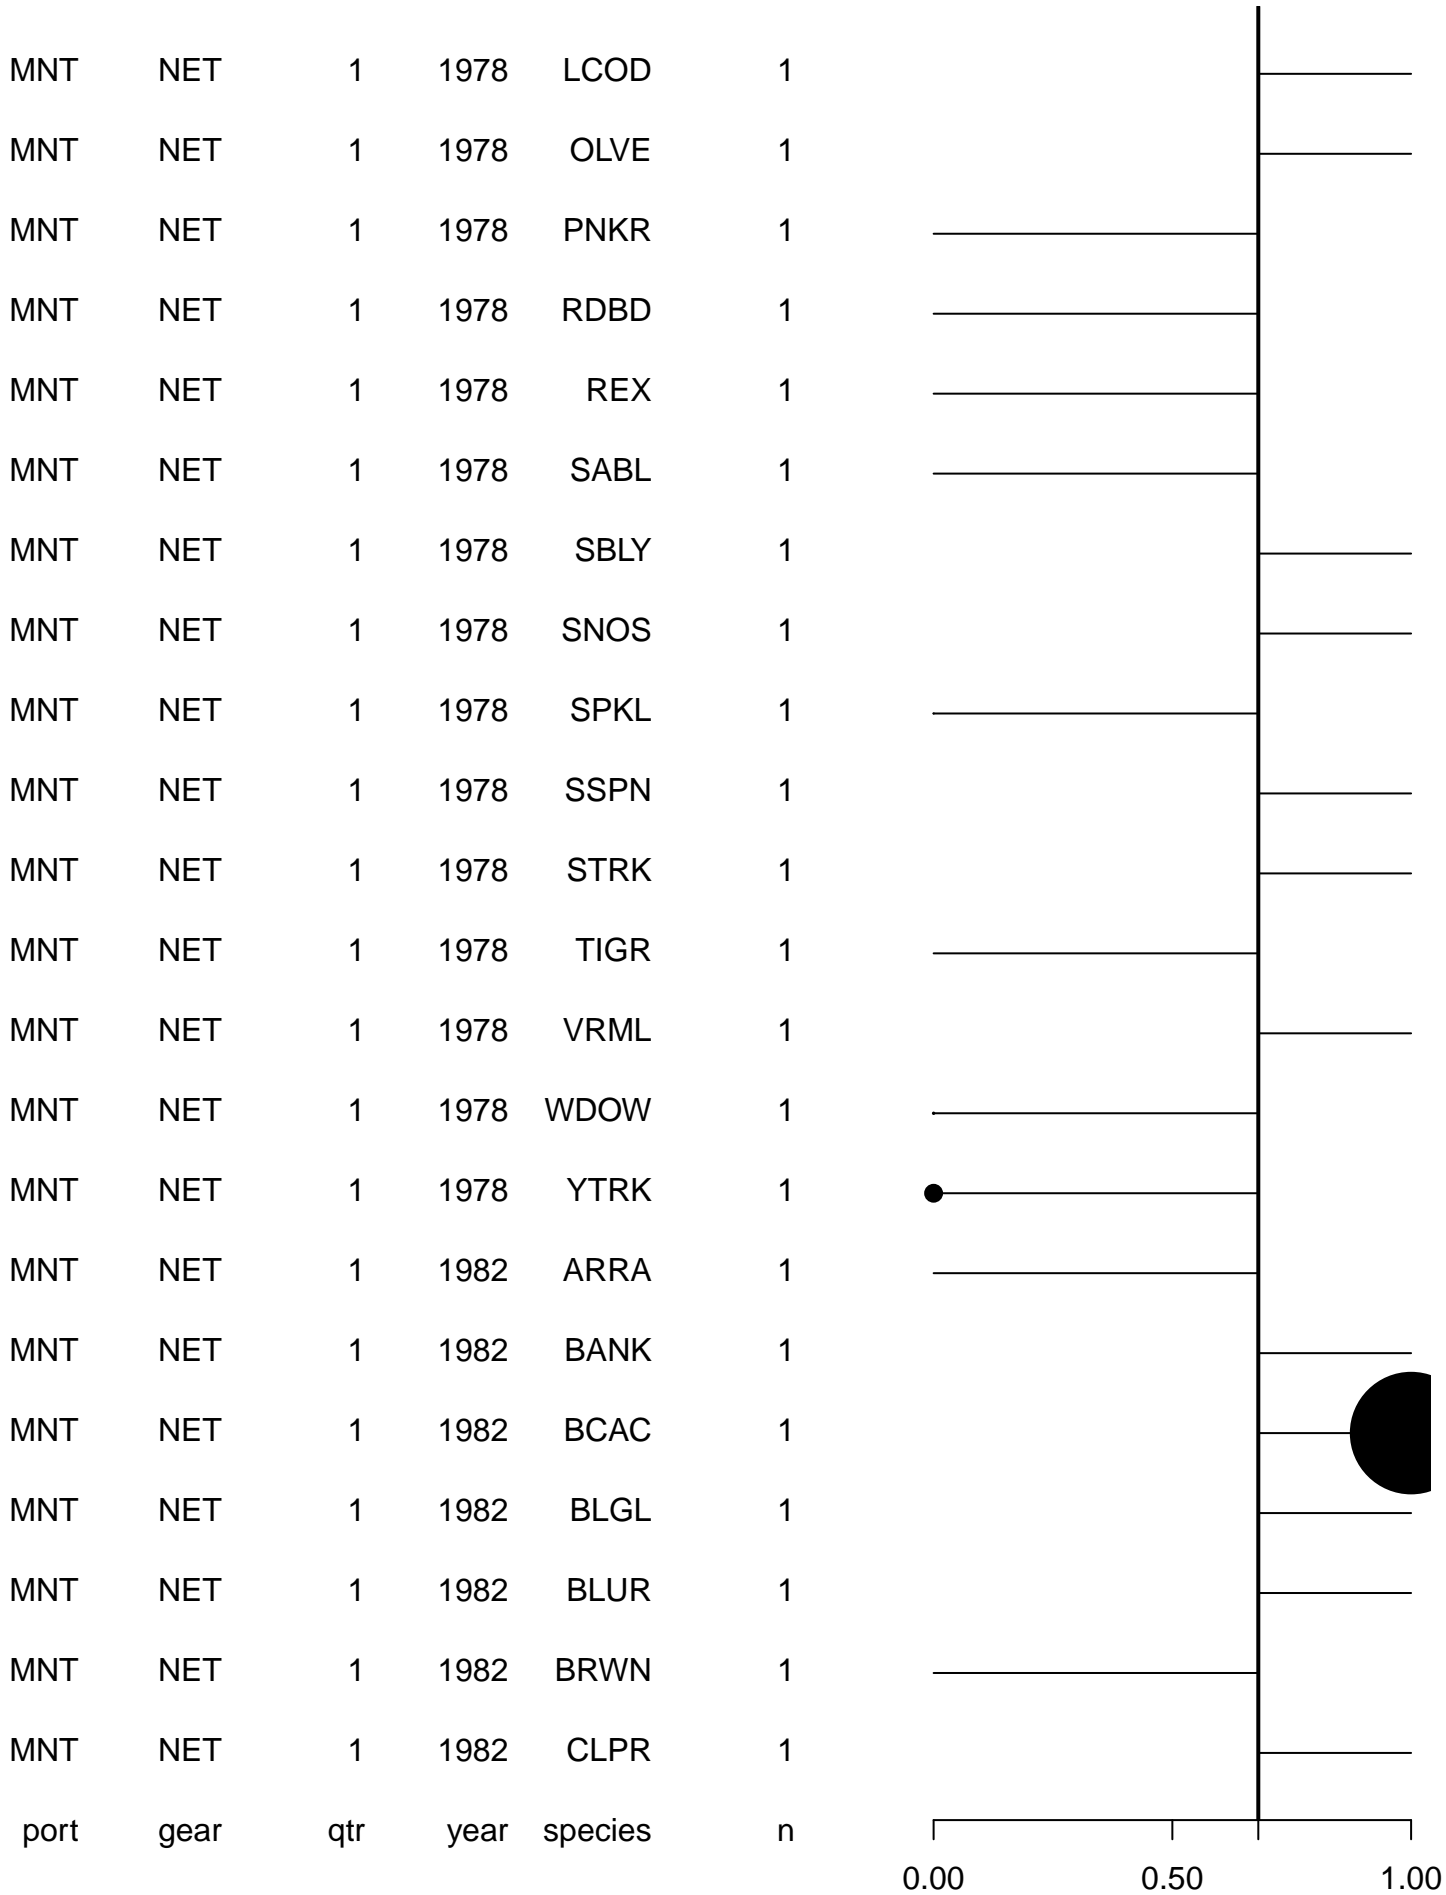 MNT NET 1 1978 LCOD 1
MNT NET 1 1978 OLVE 1
MNT NET 1 1978 PNKR 1
MNT NET 1 1978 RDBD 1
MNT NET 1 1978 REX 1
MNT NET 1 1978 SABL 1
MNT NET 1 1978 SBLY 1
MNT NET 1 1978 SNOS 1
MNT NET 1 1978 SPKL 1
MNT NET 1 1978 SSPN 1
MNT NET 1 1978 STRK 1
MNT NET 1 1978 TIGR 1
MNT NET 1 1978 VRML 1
MNT NET 1 1978 WDOW 1
MNT NET 1 1978 YTRK 1
MNT NET 1 1982 ARRA 1
MNT NET 1 1982 BANK 1
MNT NET 1 1982 BCAC 1
MNT NET 1 1982 BLGL 1
MNT NET 1 1982 BLUR 1
MNT NET 1 1982 BRWN 1
MNT NET 1 1982 CLPR 1
port gear qtr year species n
0.00 0.50 1.00